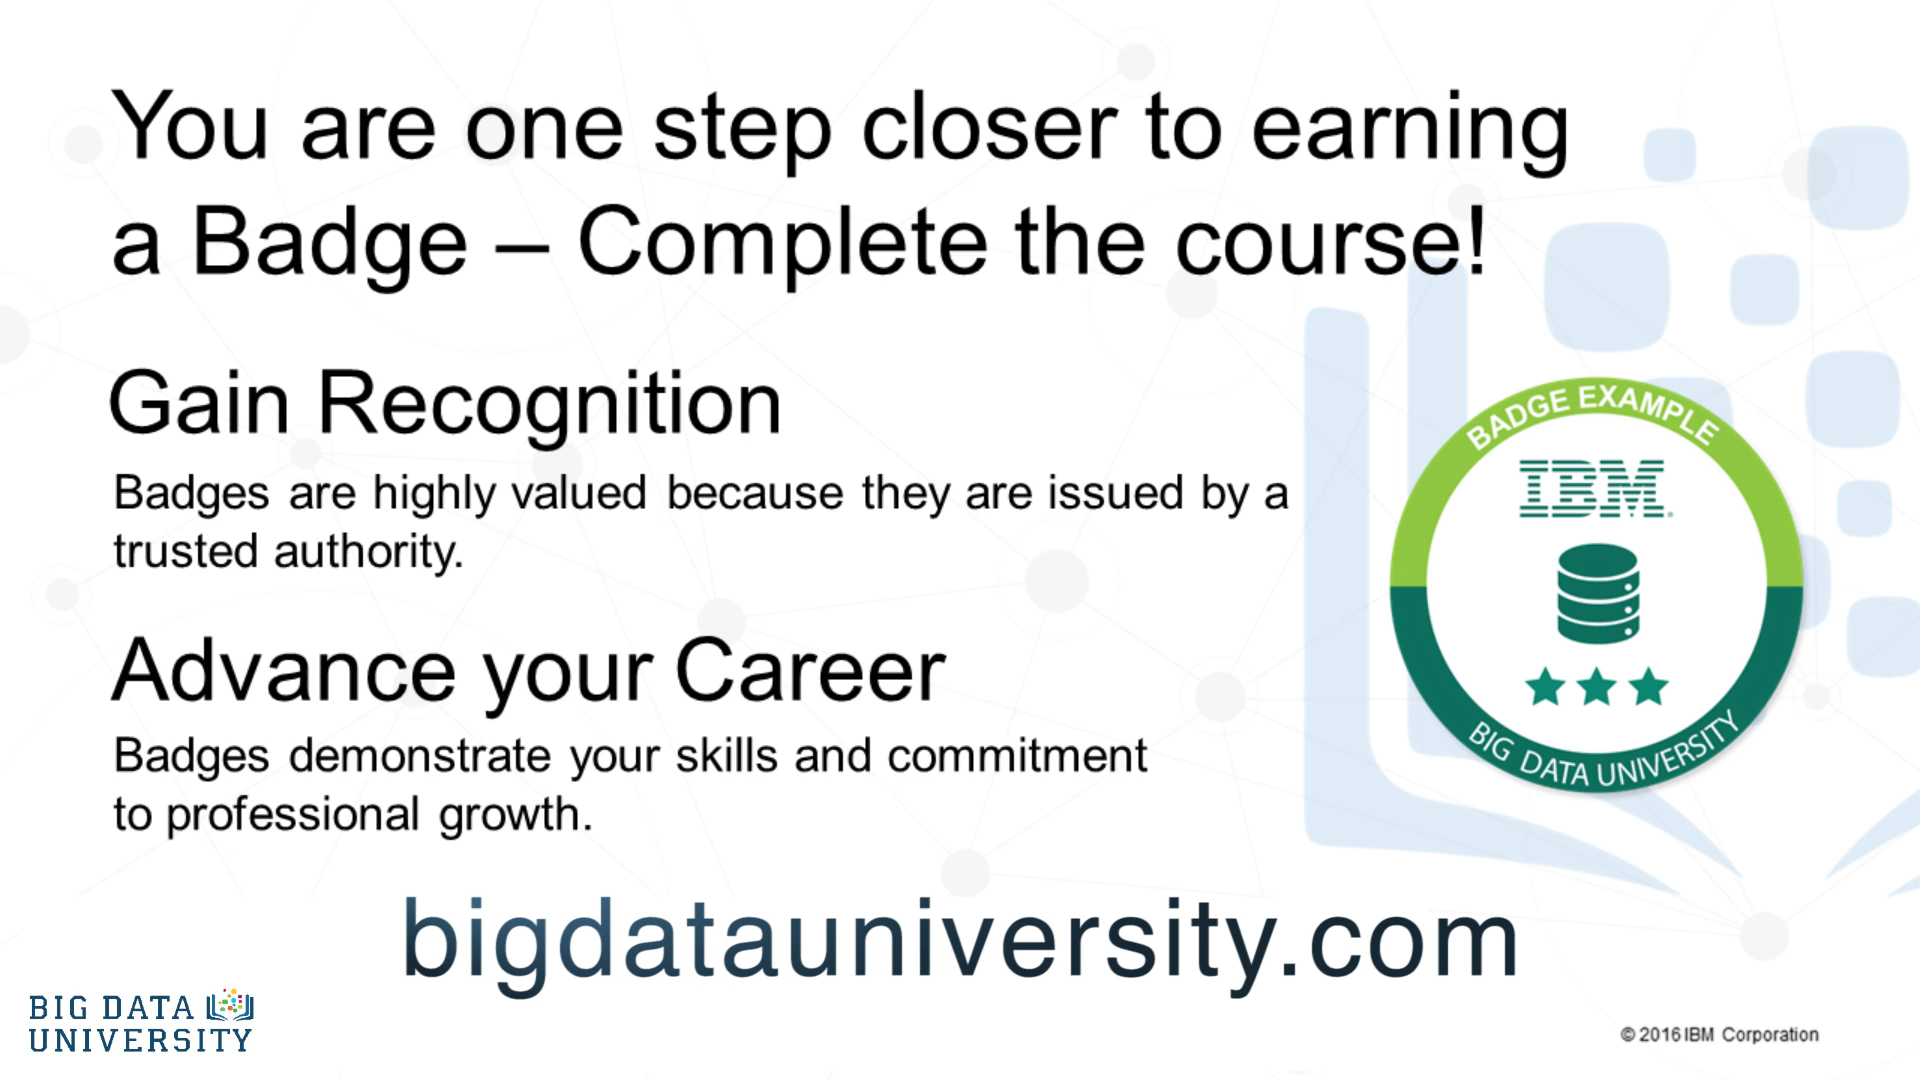 You are one step closer to earning
a Badge – Complete the course!
Gain Recognition
Badges are highly valued because they are issued by a
trusted authority.
BADGE EXAMPLE
IBM®
BIG DATA UNIVERSITY
Advance your Career
Badges demonstrate your skills and commitment
to professional growth.
bigdatauniversity.com
BIG DATA
UNIVERSITY
© 2016 IBM Corporation